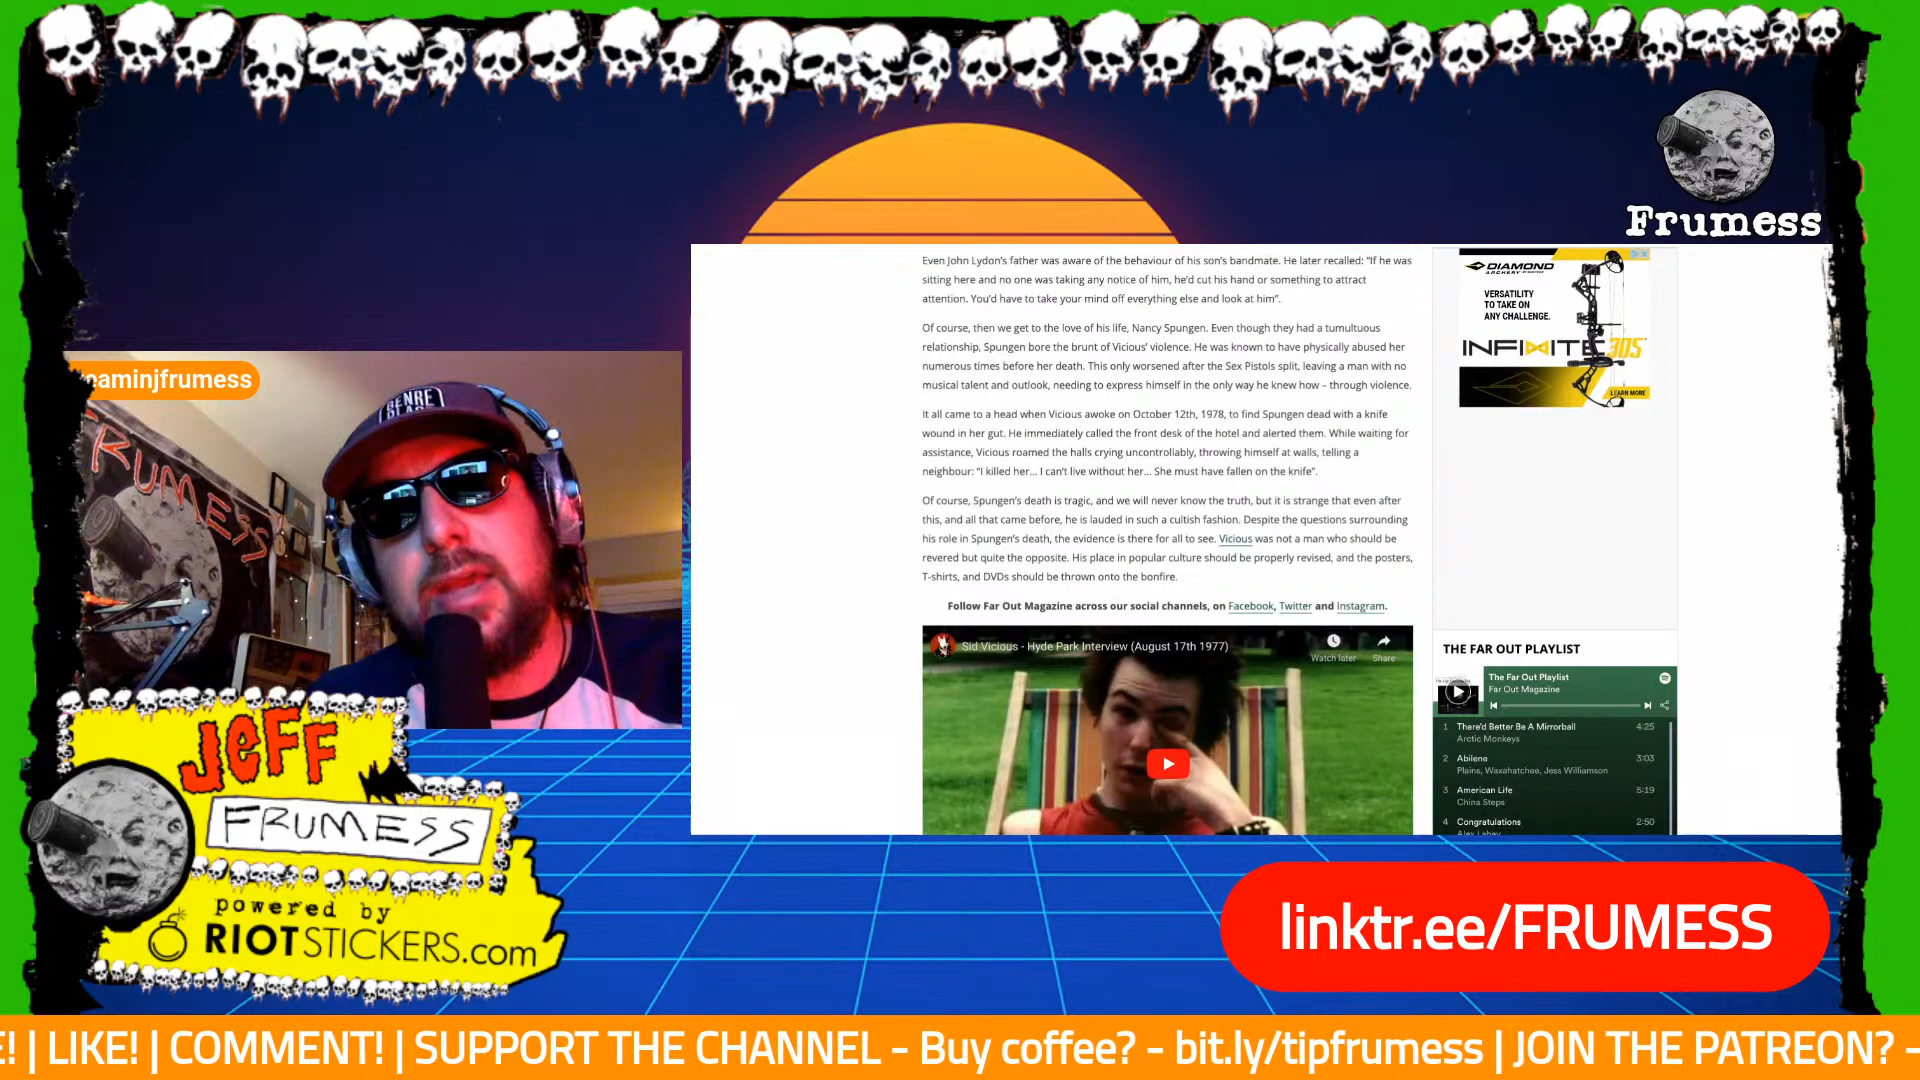 Frumess
Even John Lydon's father was aware of the behaviour of his son's bandmate. He later recalled: "If he was
sitting here and no one was taking any notice of him, he'd cut his hand or something to attract
attention. You'd have to take your mind off everything else and look at him".
Of course, then we get to the love of his life, Nancy Spungen. Even though they had a tumultuous
relationship, Spungen bore the brunt of Vicious' violence. He was known to have physically abused her
numerous times before her death. This only worsened after the Sex Pistols split, leaving a man with no
musical talent and outlook, needing to express himself in the only way he knew how – through violence.
It all came to a head when Vicious awoke on October 12th, 1978, to find Spungen dead with a knife
wound in her gut. He immediately called the front desk of the hotel and alerted them. While waiting for
assistance, Vicious roamed the halls crying uncontrollably, throwing himself at walls, telling a
neighbour: "I killed her... I can't live without her... She must have fallen on the knife".
Of course, Spungen's death is tragic, and we will never know the truth, but it is strange that even after
this, and all that came before, he is lauded in such a cultish fashion. Despite the questions surrounding
his role in Spungen's death, the evidence is there for all to see. Vicious was not a man who should be
revered but quite the opposite. His place in popular culture should be properly revised, and the posters,
T-shirts, and DVDs should be thrown onto the bonfire.
Follow Far Out Magazine across our social channels, on Facebook, Twitter and Instagram.
Sid Vicious - Hyde Park Interview (August 17th 1977)
Watch later
Share
DIAMOND
ARCHERY
VERSATILITY
TO TAKE ON
ANY CHALLENGE.
INFINITE 305
LEARN MORE
THE FAR OUT PLAYLIST
The Far Out Playlist
Far Out Magazine
1 There'd Better Be A Mirrorball 4:25
Arctic Monkeys
2 Abilene 3:03
Plains, Waxahatchee, Jess Williamson
3 American Life 5:19
China Steps
4 Congratulations 2:50
Alex Lahey
eaminjfrumess
GENRE
FRUMESS
JEFF
FRUMESS
powered by
RIOTSTICKERS.com
linktr.ee/FRUMESS
E! | LIKE! | COMMENT! | SUPPORT THE CHANNEL - Buy coffee? - bit.ly/tipfrumess | JOIN THE PATREON? -